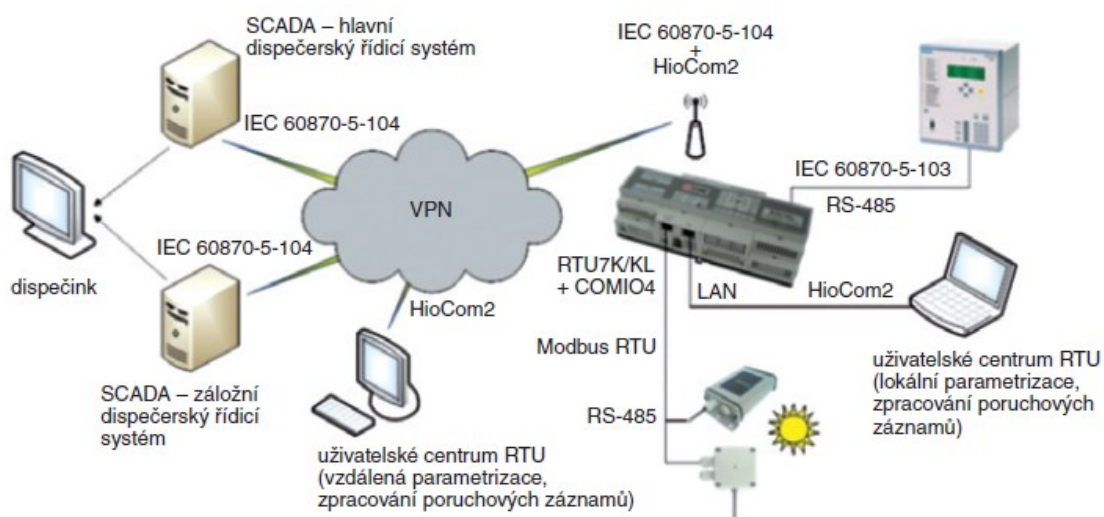 SCADA – hlavní
dispečerský řídicí systém
IEC 60870-5-104
IEC 60870-5-104
+
HioCom2
IEC 60870-5-103
RS-485
VPN
dispečink
IEC 60870-5-104
SCADA – záložní
dispečerský řídicí
systém
HioCom2
uživatelské centrum RTU
(vzdálená parametrizace,
zpracování poruchových
záznamů)
RTU7K/KL
+ COMIO4
LAN
HioCom2
Modbus RTU
RS-485
uživatelské centrum RTU
(lokální parametrizace,
zpracování poruchových
záznamů)